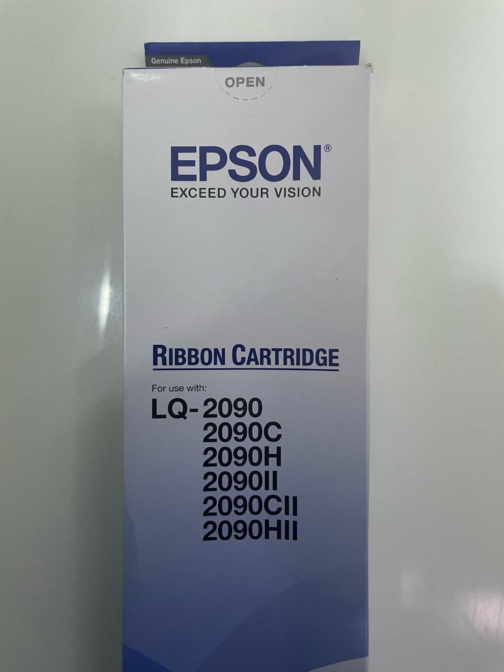 Genuine Epson
OPEN
EPSON®
EXCEED YOUR VISION
RIBBON CARTRIDGE
For use with:
LQ-2090
2090C
2090H
2090II
2090CII
2090HII